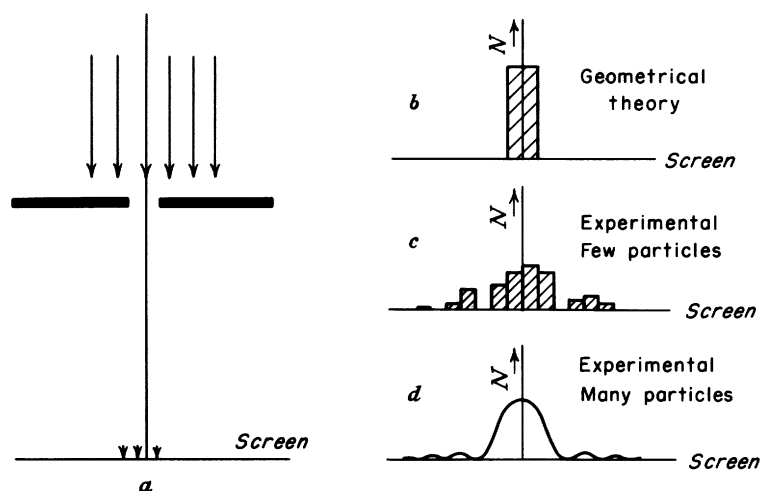 Screen
a
N
b
Geometrical
theory
Screen
N
c
Experimental
Few particles
Screen
N
d
Experimental
Many particles
Screen